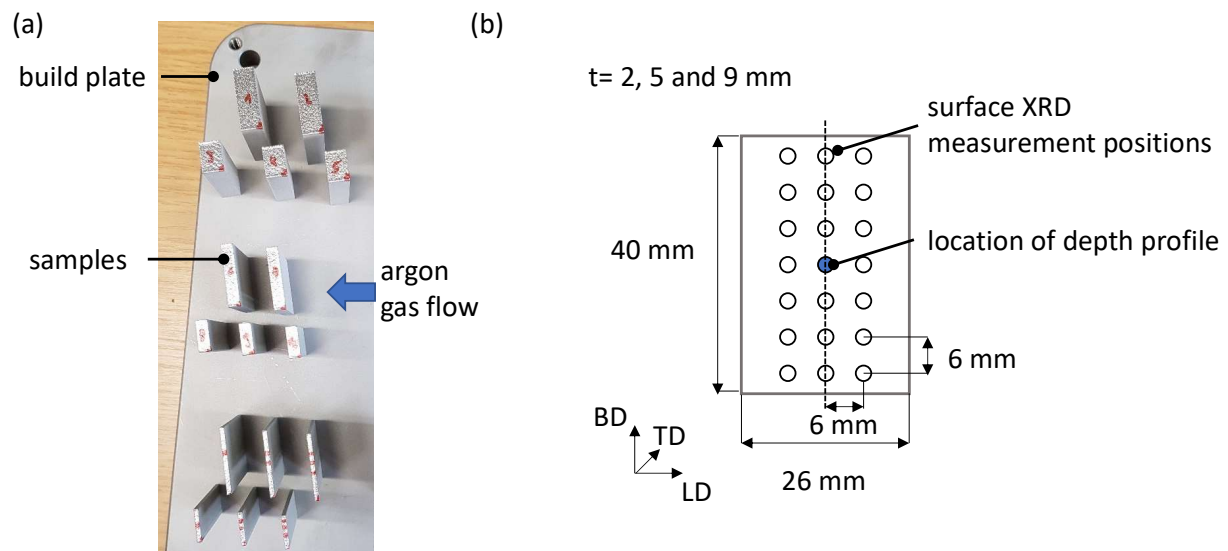 (a)
build plate
samples
argon
gas flow
(b)
t= 2, 5 and 9 mm
surface XRD
measurement positions
location of depth profile
40 mm
6 mm
6 mm
26 mm
BD
TD
LD